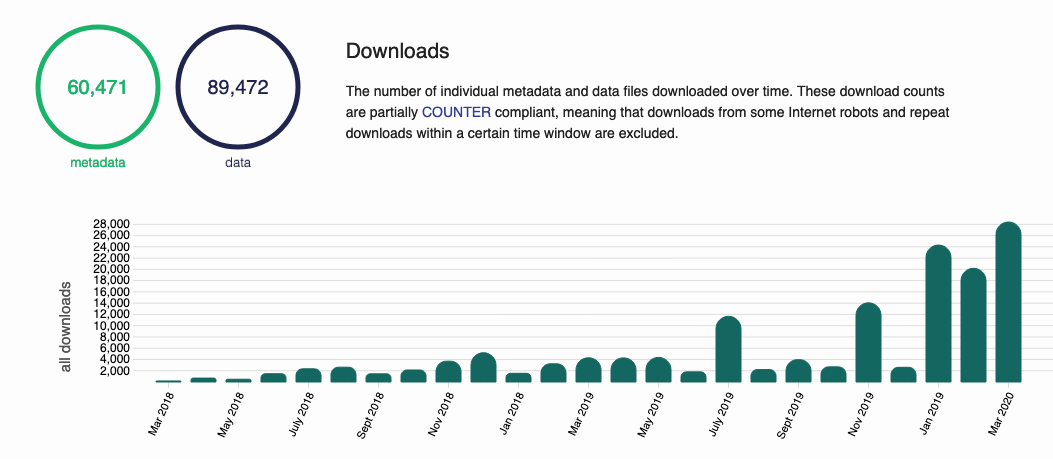 60,471
metadata
89,472
data
Downloads
The number of individual metadata and data files downloaded over time. These download counts
are partially COUNTER compliant, meaning that downloads from some Internet robots and repeat
downloads within a certain time window are excluded.
all downloads
28,000
26,000
24,000
22,000
20,000
18,000
16,000
14,000
12,000
10,000
8,000
6,000
4,000
2,000
Mar 2018
May 2018
July 2018
Sept 2018
Nov 2018
Jan 2018
Mar 2019
May 2019
July 2019
Sept 2019
Nov 2019
Jan 2019
Mar 2020